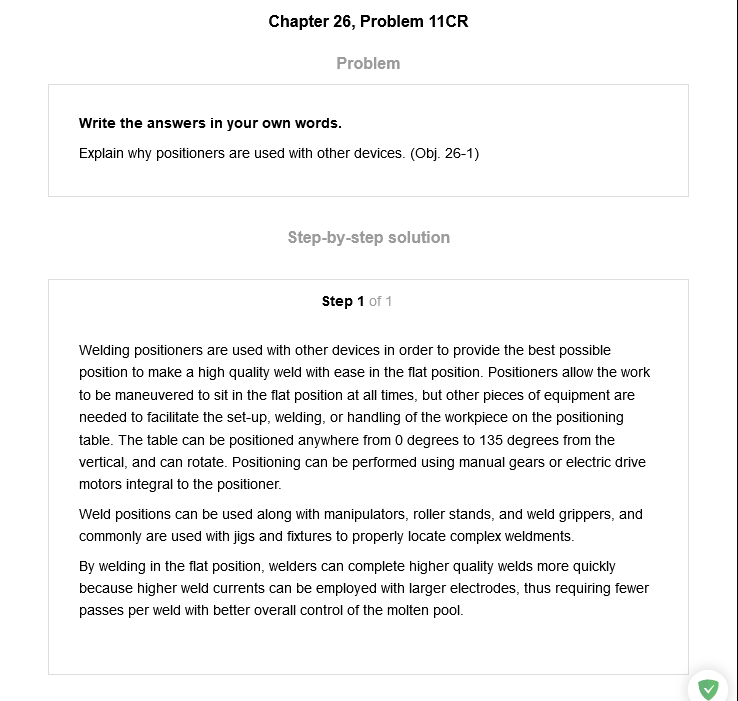 Chapter 26, Problem 11CR
Problem
Write the answers in your own words.
Explain why positioners are used with other devices. (Obj. 26-1)
Step-by-step solution
Step 1 of 1
Welding positioners are used with other devices in order to provide the best possible
position to make a high quality weld with ease in the flat position. Positioners allow the work
to be maneuvered to sit in the flat position at all times, but other pieces of equipment are
needed to facilitate the set-up, welding, or handling of the workpiece on the positioning
table. The table can be positioned anywhere from 0 degrees to 135 degrees from the
vertical, and can rotate. Positioning can be performed using manual gears or electric drive
motors integral to the positioner.
Weld positions can be used along with manipulators, roller stands, and weld grippers, and
commonly are used with jigs and fixtures to properly locate complex weldments.
By welding in the flat position, welders can complete higher quality welds more quickly
because higher weld currents can be employed with larger electrodes, thus requiring fewer
passes per weld with better overall control of the molten pool.